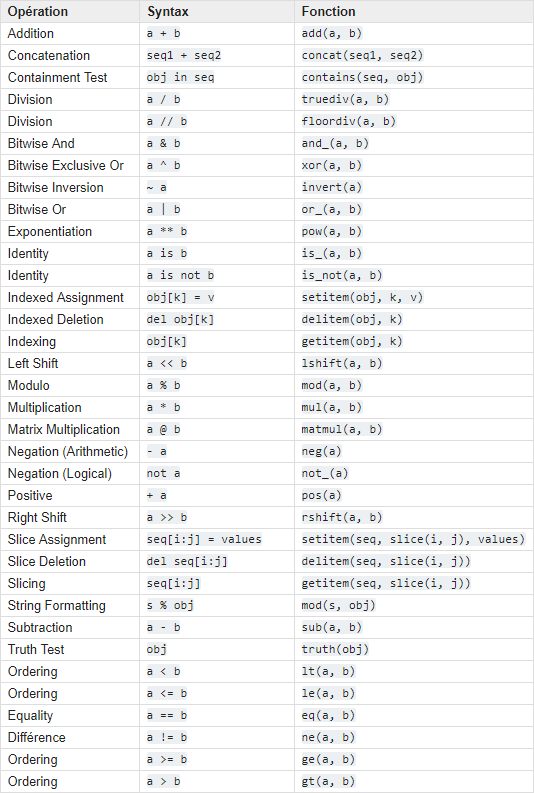 Opération Syntax Fonction
Addition a + b add(a, b)
Concatenation seq1 + seq2 concat(seq1, seq2)
Containment Test obj in seq contains(seq, obj)
Division a / b truediv(a, b)
Division a // b floordiv(a, b)
Bitwise And a & b and_(a, b)
Bitwise Exclusive Or a ^ b xor(a, b)
Bitwise Inversion ~ a invert(a)
Bitwise Or a | b or_(a, b)
Exponentiation a ** b pow(a, b)
Identity a is b is_(a, b)
Identity a is not b is_not(a, b)
Indexed Assignment obj[k] = v setitem(obj, k, v)
Indexed Deletion del obj[k] delitem(obj, k)
Indexing obj[k] getitem(obj, k)
Left Shift a << b lshift(a, b)
Modulo a % b mod(a, b)
Multiplication a * b mul(a, b)
Matrix Multiplication a @ b matmul(a, b)
Negation (Arithmetic) - a neg(a)
Negation (Logical) not a not_(a)
Positive + a pos(a)
Right Shift a >> b rshift(a, b)
Slice Assignment seq[i:j] = values setitem(seq, slice(i, j), values)
Slice Deletion del seq[i:j] delitem(seq, slice(i, j))
Slicing seq[i:j] getitem(seq, slice(i, j))
String Formatting s % obj mod(s, obj)
Subtraction a - b sub(a, b)
Truth Test obj truth(obj)
Ordering a < b lt(a, b)
Ordering a <= b le(a, b)
Equality a == b eq(a, b)
Différence a != b ne(a, b)
Ordering a >= b ge(a, b)
Ordering a > b gt(a, b)